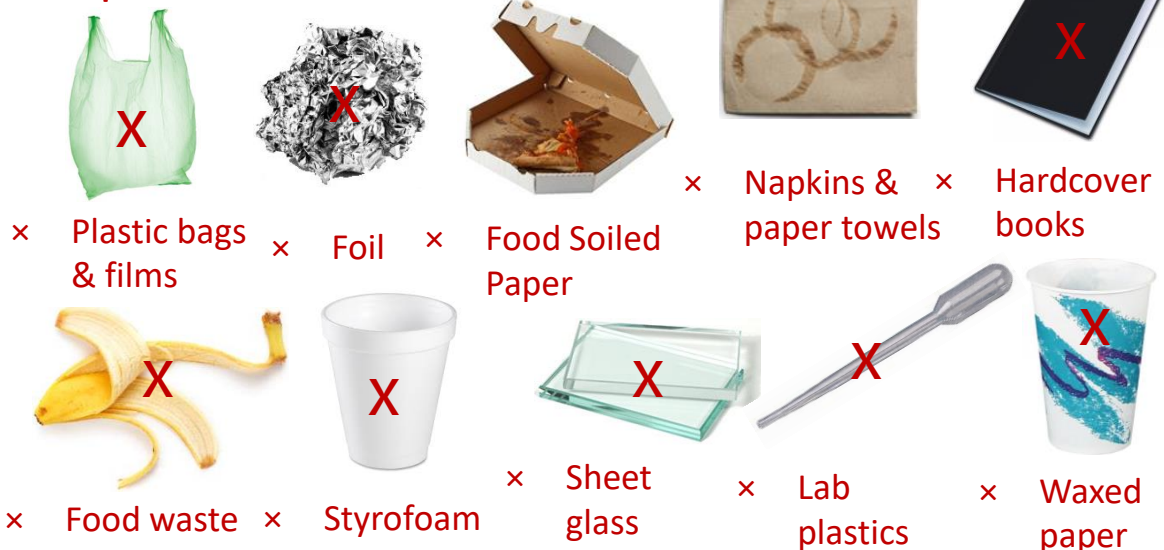 X
X
X
× Plastic bags
& films
× Foil
× Food Soiled
Paper
× Napkins &
paper towels
× Hardcover
books
X
X
X
X
X
× Food waste
× Styrofoam
× Sheet
glass
× Lab
plastics
× Waxed
paper